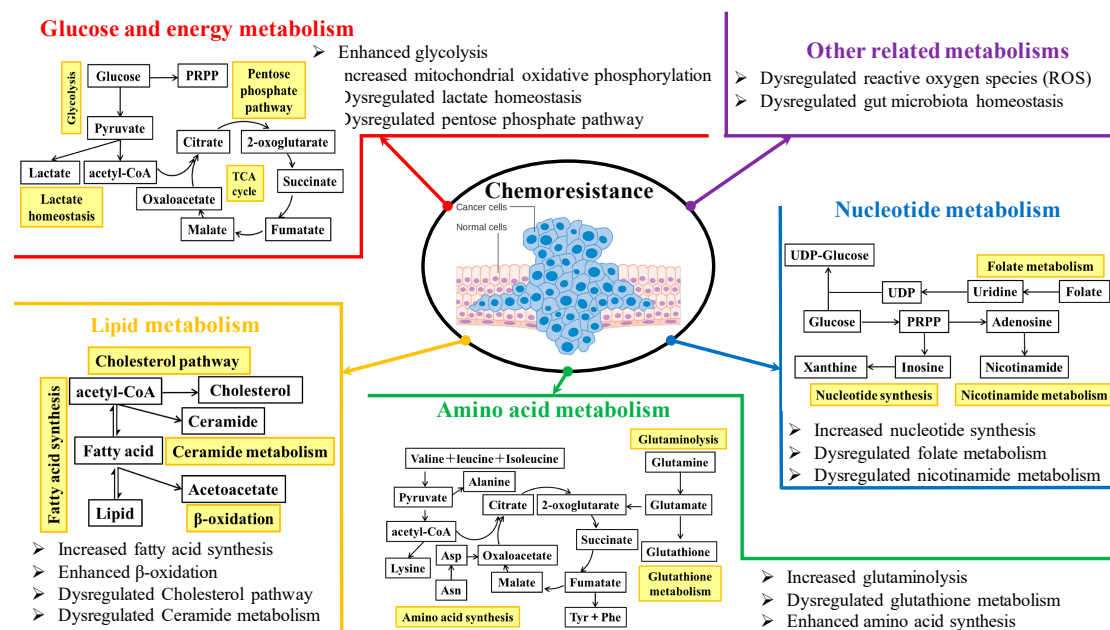 Glucose and energy metabolism
Glycolysis
Glucose
PRPP
Pentose
phosphate
pathway
Pyruvate
Citrate
2-oxoglutarate
Lactate
acetyl-CoA
TCA
cycle
Succinate
Lactate
homeostasis
Oxaloacetate
Malate
Fumatate
➢ Enhanced glycolysis
ncreased mitochondrial oxidative phosphorylation
Dysregulated lactate homeostasis
Dysregulated pentose phosphate pathway
Other related metabolisms
➢ Dysregulated reactive oxygen species (ROS)
➢ Dysregulated gut microbiota homeostasis
Chemoresistance
Cancer cells
Normal cells
Nucleotide metabolism
UDP-Glucose
Folate metabolism
UDP
Uridine
Folate
Glucose
PRPP
Adenosine
Xanthine
Inosine
Nicotinamide
Nucleotide synthesis
Nicotinamide metabolism
➢ Increased nucleotide synthesis
➢ Dysregulated folate metabolism
➢ Dysregulated nicotinamide metabolism
Lipid metabolism
Cholesterol pathway
Fatty acid synthesis
acetyl-CoA
Cholesterol
Ceramide
Fatty acid
Ceramide metabolism
Acetoacetate
Lipid
β-oxidation
➢ Increased fatty acid synthesis
➢ Enhanced β-oxidation
➢ Dysregulated Cholesterol pathway
➢ Dysregulated Ceramide metabolism
Amino acid metabolism
Glutaminolysis
Valine+leucine+Isoleucine
Glutamine
Alanine
Pyruvate
Citrate
2-oxoglutarate
Glutamate
acetyl-CoA
Succinate
Lysine
Asp
Oxaloacetate
Glutathione
Asn
Malate
Fumatate
Glutathione
metabolism
Amino acid synthesis
Tyr + Phe
➢ Increased glutaminolysis
➢ Dysregulated glutathione metabolism
➢ Enhanced amino acid synthesis